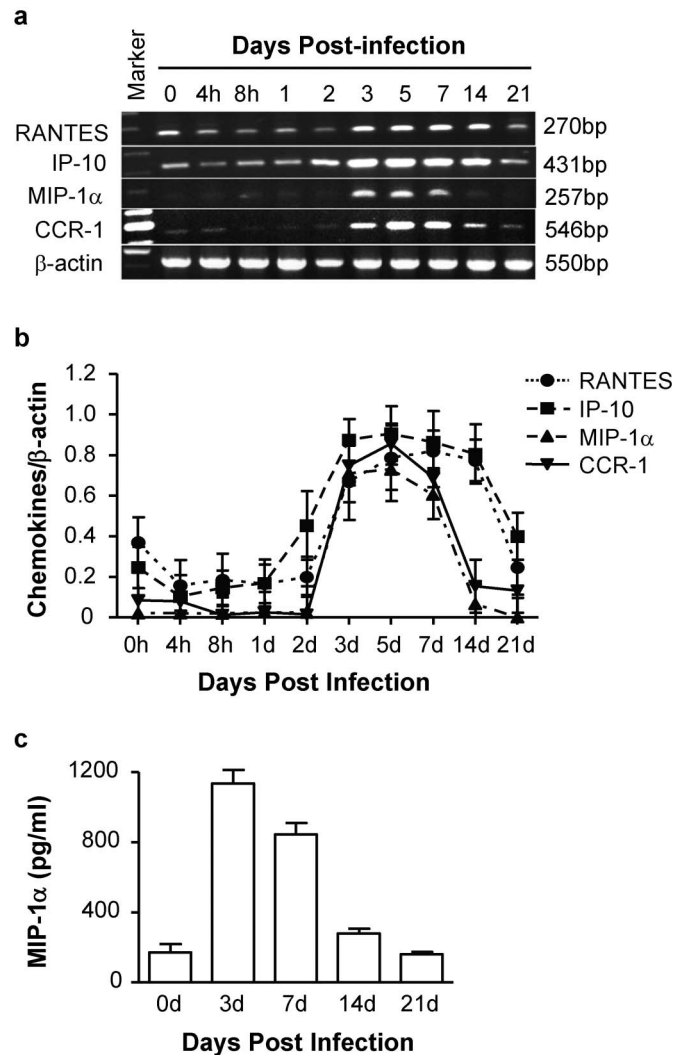 a
Days Post-infection
Marker
0 4h 8h 1 2 3 5 7 14 21
RANTES 270bp
IP-10 431bp
MIP-1α 257bp
CCR-1 546bp
β-actin 550bp
b
1.2
1.0
0.8
0.6
0.4
0.2
0
Chemokines/β-actin
0h 4h 8h 1d 2d 3d 5d 7d 14d 21d
Days Post Infection
RANTES
IP-10
MIP-1α
CCR-1
c
1200
800
400
0
MIP-1α (pg/ml)
0d 3d 7d 14d 21d
Days Post Infection